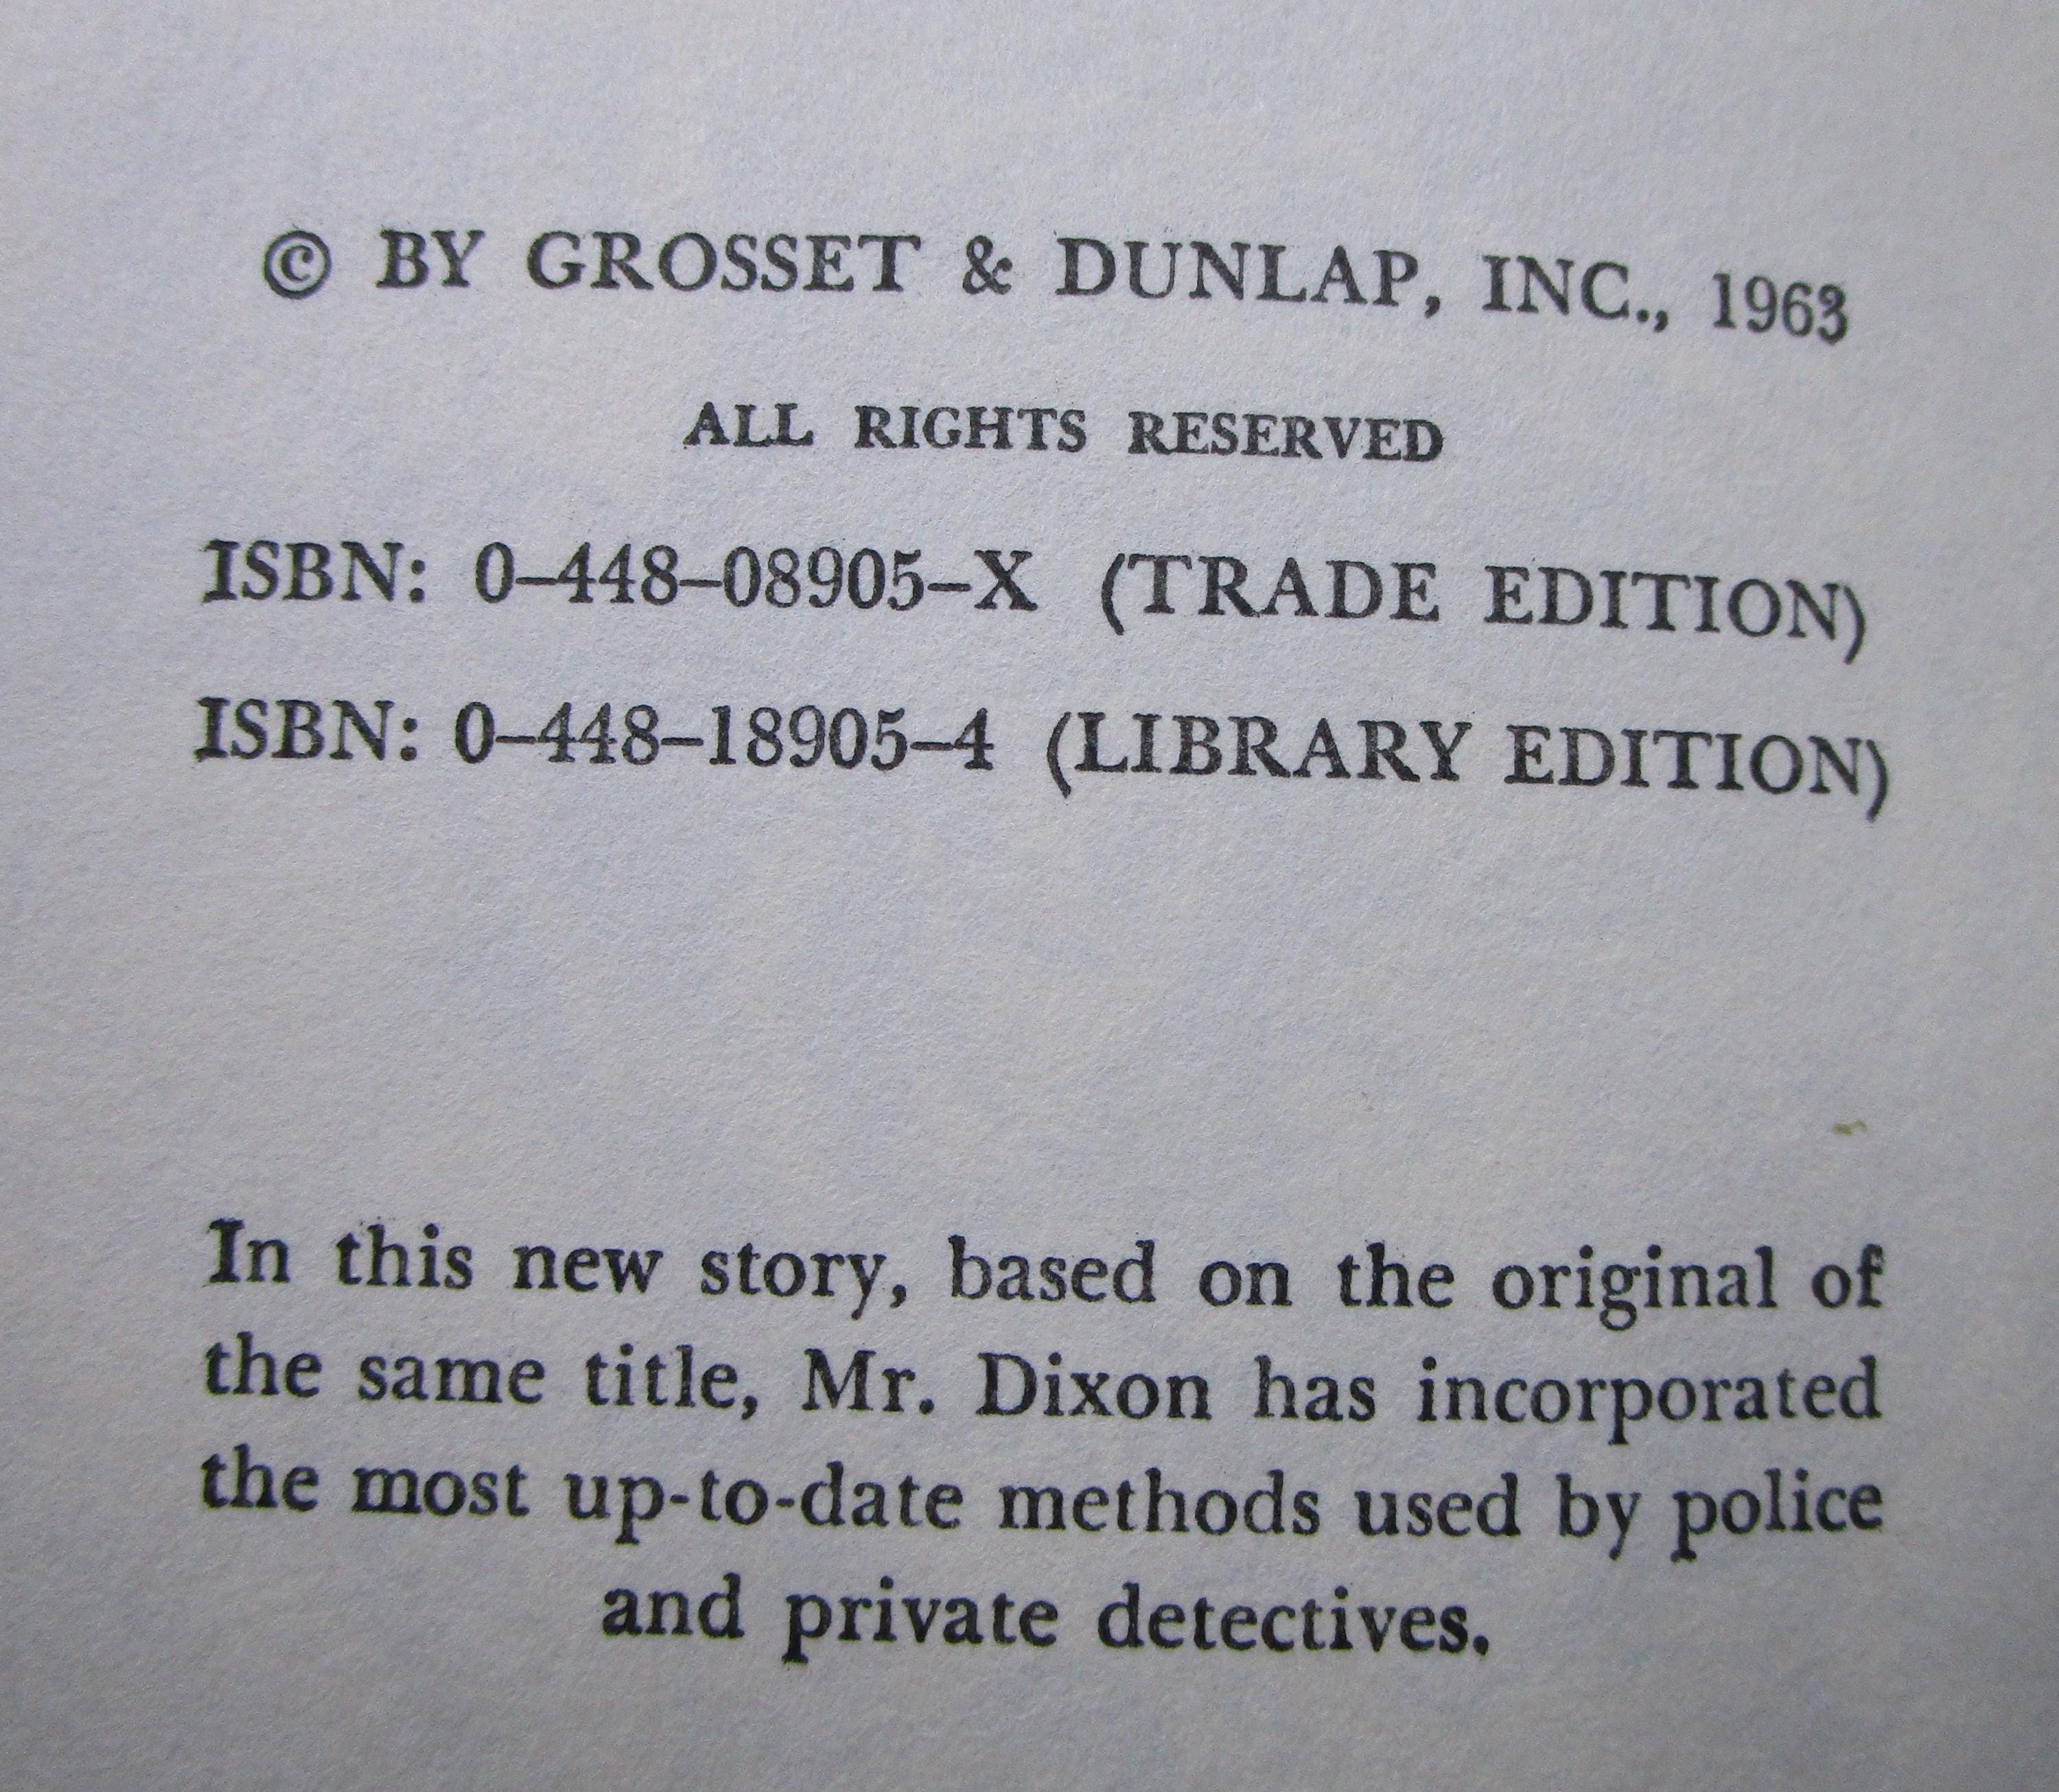 © BY GROSSET & DUNLAP, INC., 1963
ALL RIGHTS RESERVED
ISBN: 0–448–08905–X (TRADE EDITION)
ISBN: 0–448–18905–4 (LIBRARY EDITION)
In this new story, based on the original of
the same title, Mr. Dixon has incorporated
the most up-to-date methods used by police
and private detectives.